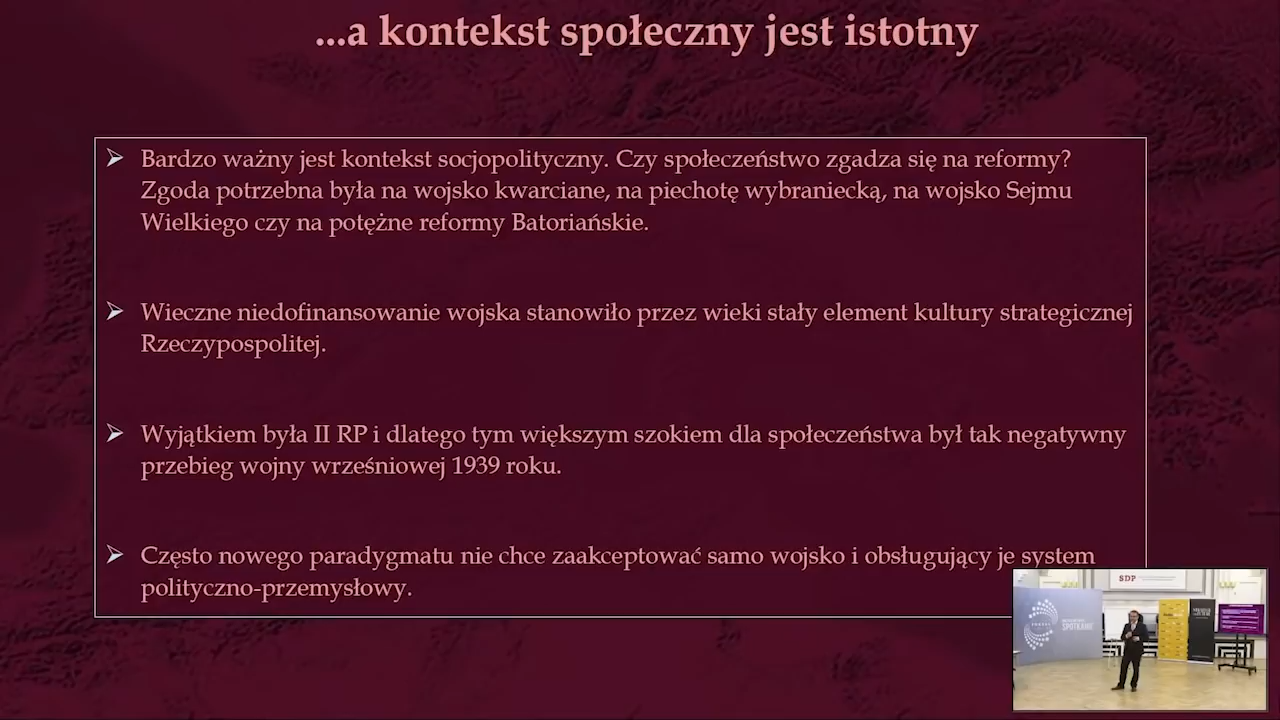 ...a kontekst społeczny jest istotny
Bardzo ważny jest kontekst socjopolityczny. Czy społeczeństwo zgadza się na reformy?
Zgoda potrzebna była na wojsko kwarciane, na piechotę wybraniecką, na wojsko Sejmu
Wielkiego czy na potężne reformy Batoriańskie.
Wieczne niedofinansowanie wojska stanowiło przez wieki stały element kultury strategicznej
Rzeczypospolitej.
Wyjątkiem była II RP i dlatego tym większym szokiem dla społeczeństwa był tak negatywny
przebieg wojny wrześniowej 1939 roku.
Często nowego paradygmatu nie chce zaakceptować samo wojsko i obsługujący je system
polityczno-przemysłowy.
SDP
SPOTKANIE